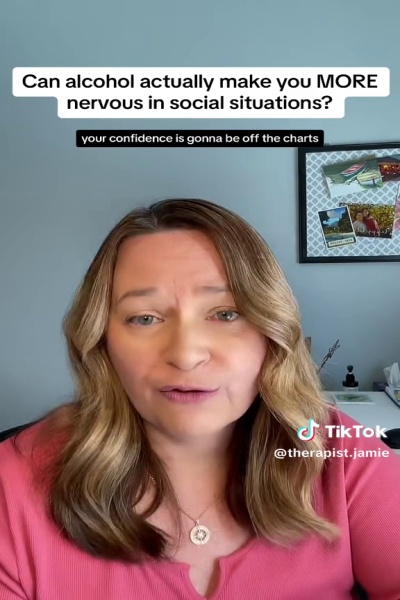 Can alcohol actually make you MORE
nervous in social situations?
your confidence is gonna be off the charts
TikTok
@therapist.jamie